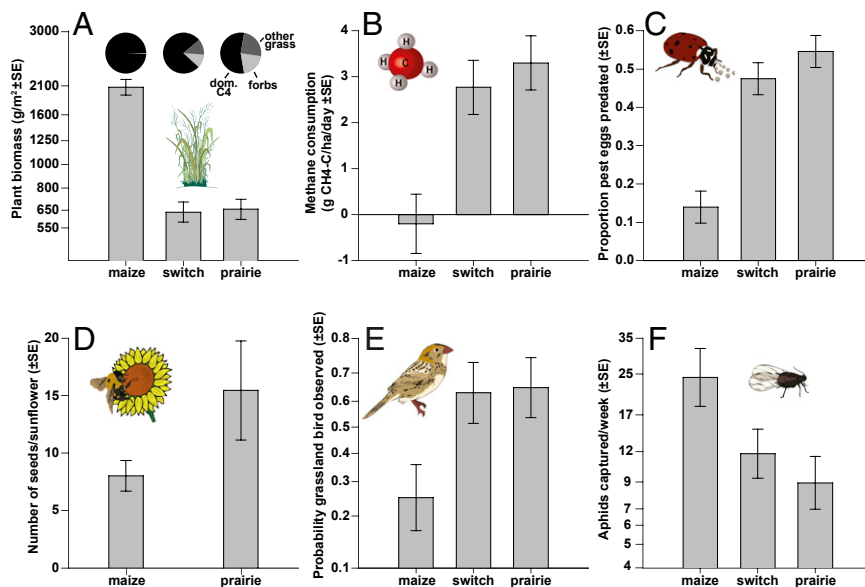 A
Plant biomass (g/m² ±SE)
3000
2100
1600
1250
1000
800
650
550
other
grass
dom.
C4
forbs
maize
switch
prairie
B
Methane consumption
(g CH4-C/ha/day ±SE)
4
3
2
1
0
-1
H
H
C
H
H
maize
switch
prairie
C
Proportion pest eggs predated (±SE)
0.6
0.5
0.4
0.3
0.2
0.1
0.0
maize
switch
prairie
D
Number of seeds/sunflower (±SE)
20
15
10
5
0
maize
prairie
E
Probability grassland bird observed (±SE)
0.8
0.7
0.6
0.5
0.4
0.3
0.2
0.1
maize
switch
prairie
F
Aphids captured/week (±SE)
35
25
17
12
9
7
6
5
4
maize
switch
prairie